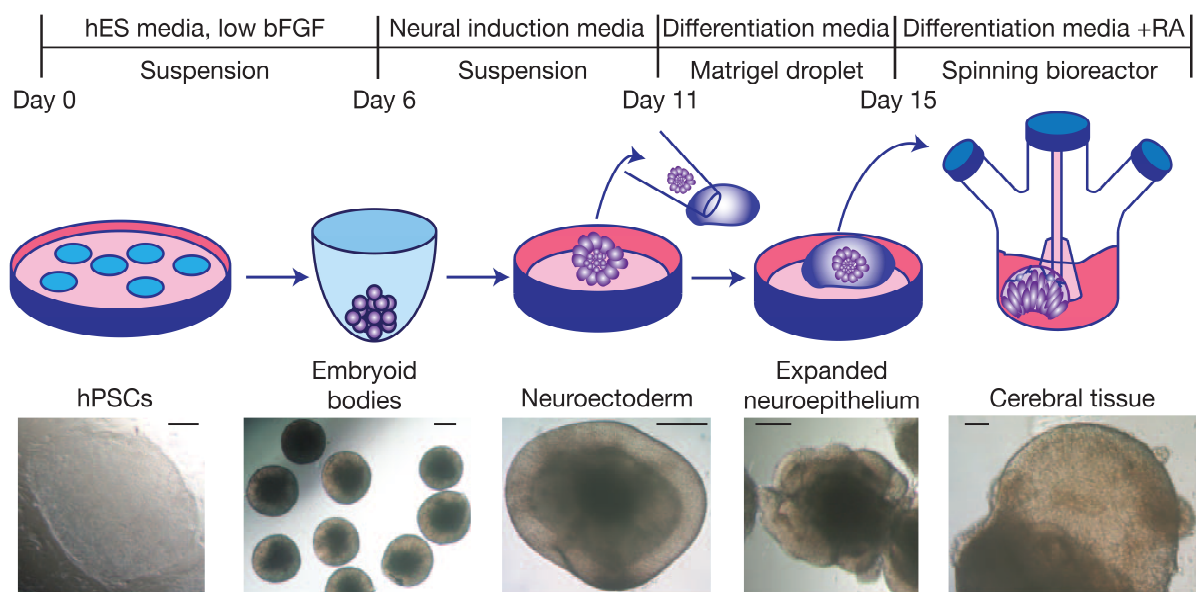 hES media, low bFGF
Neural induction media
Differentiation media
Differentiation media +RA
Suspension
Suspension
Matrigel droplet
Spinning bioreactor
Day 0
Day 6
Day 11
Day 15
hPSCs
Embryoid
bodies
Neuroectoderm
Expanded
neuroepithelium
Cerebral tissue